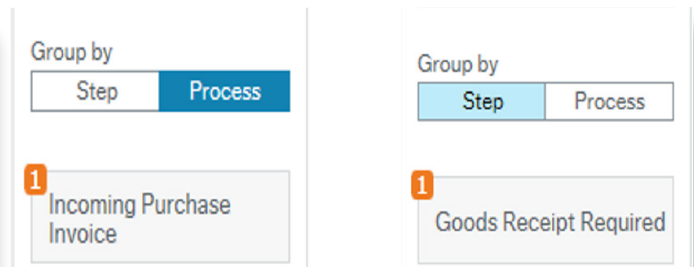 Group by
Step Process
1
Incoming Purchase
Invoice
Group by
Step Process
1
Goods Receipt Required